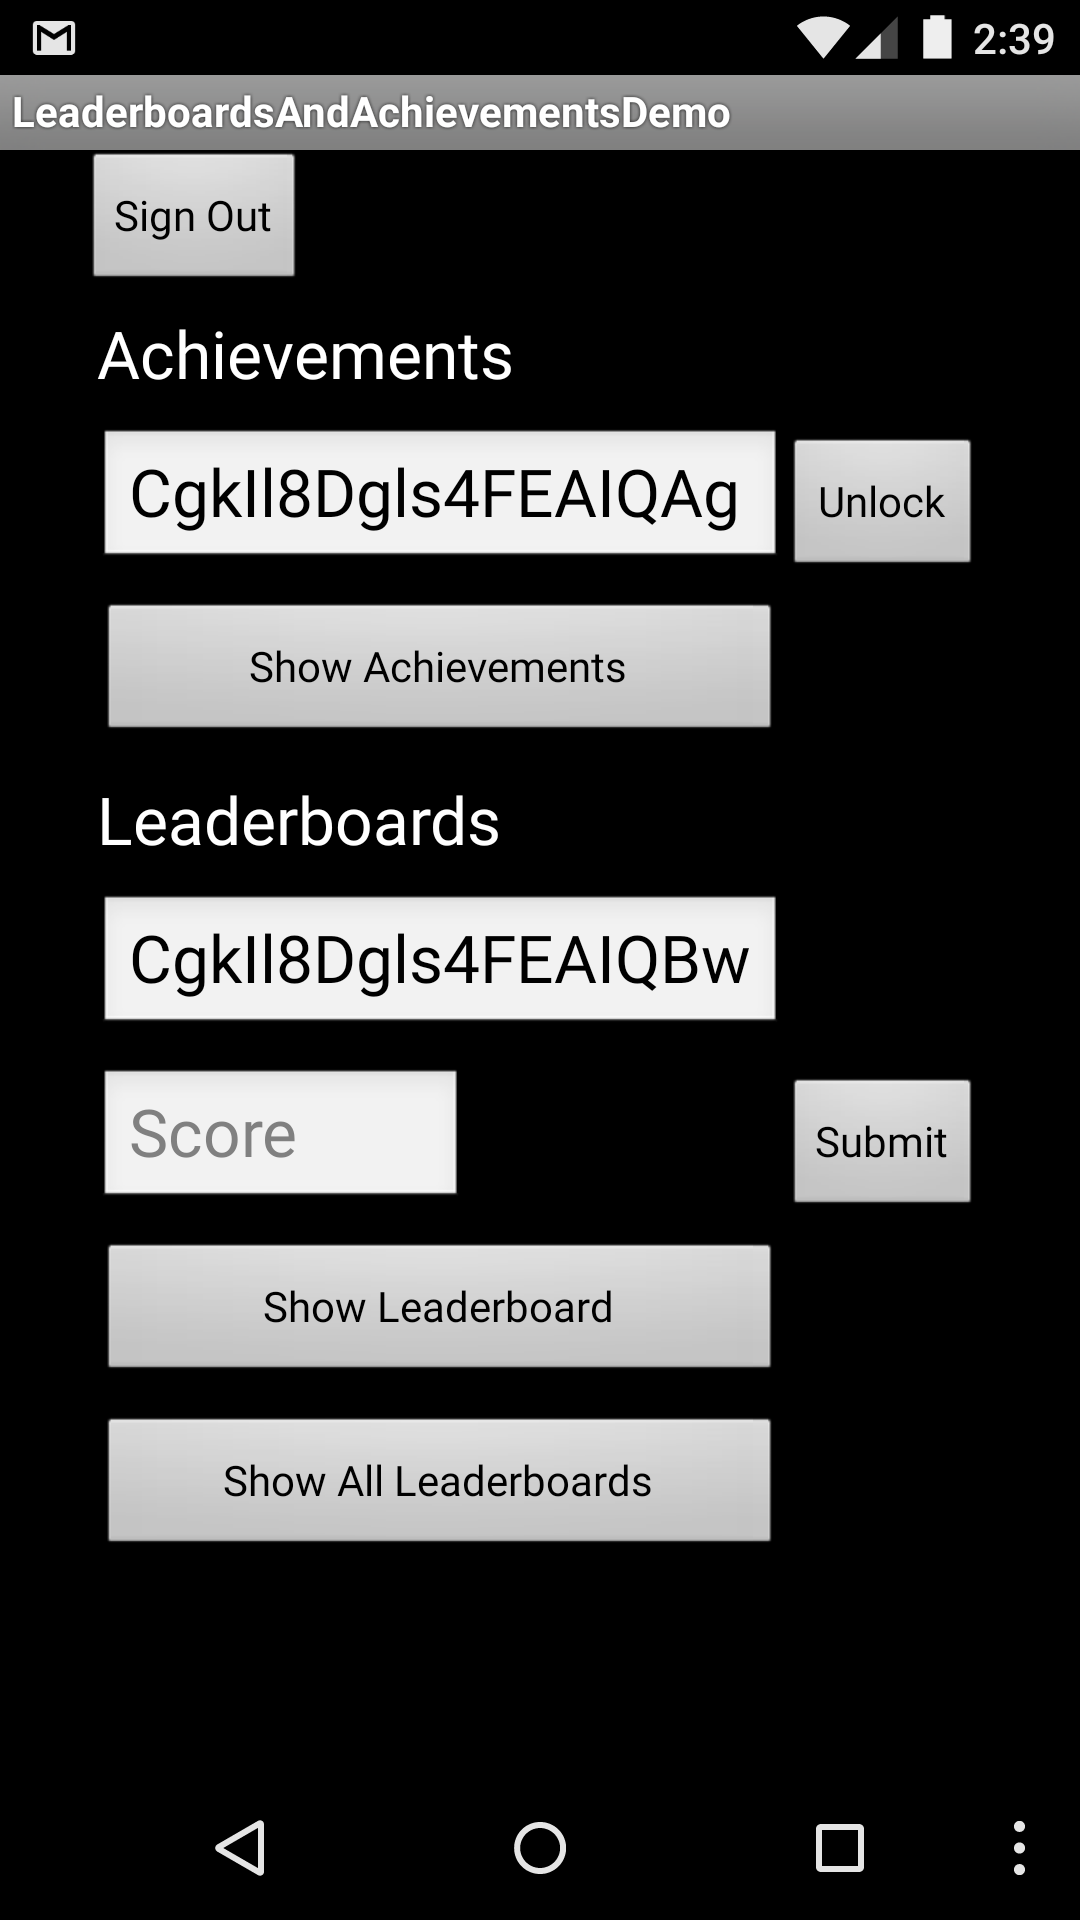 2:39
LeaderboardsAndAchievementsDemo
Sign Out
Achievements
CgkIl8Dgls4FEAIQAg
Unlock
Show Achievements
Leaderboards
CgkIl8Dgls4FEAIQBw
Score
Submit
Show Leaderboard
Show All Leaderboards